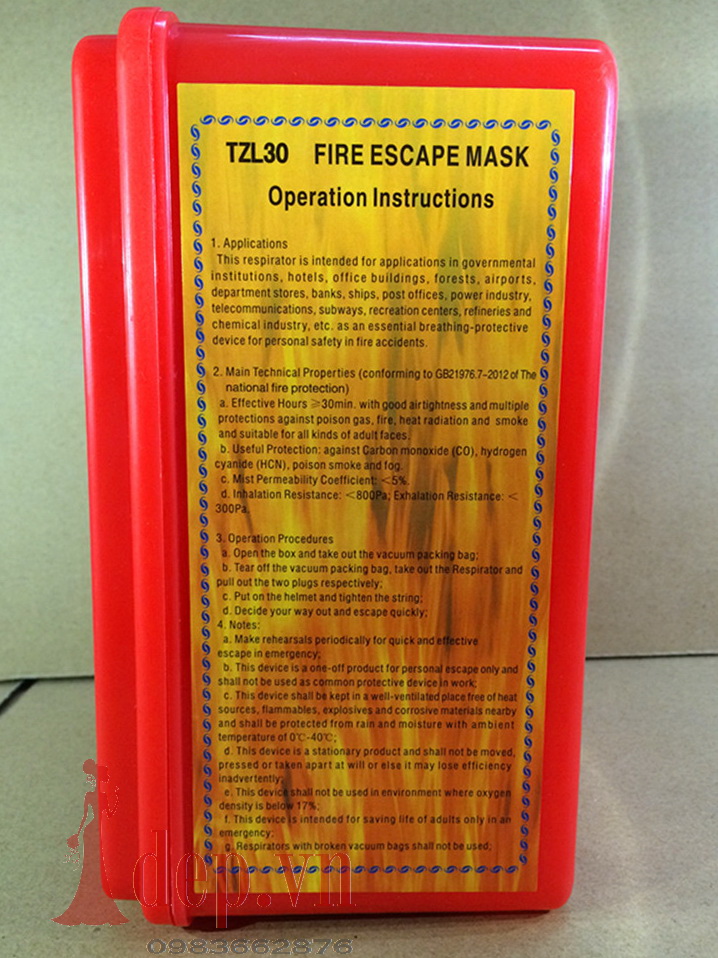 TZL30 FIRE ESCAPE MASK
Operation Instructions
1. Applications
This respirator is intended for applications in governmental
institutions, hotels, office buildings, forests, airports,
department stores, banks, ships, post offices, power industry,
telecommunications, subways, recreation centers, refineries and
chemical industry, etc. as an essential breathing-protective
device for personal safety in fire accidents.
2. Main Technical Properties (conforming to GB21976.7-2012 of The
national fire protection)
a. Effective Hours ≥30min. with good airtightness and multiple
protections against poison gas, fire, heat radiation and smoke
and suitable for all kinds of adult faces.
b. Useful Protection: against Carbon monoxide (CO), hydrogen
cyanide (HCN), poison smoke and fog.
c. Mist Permeability Coefficient: <5%.
d. Inhalation Resistance: <800Pa; Exhalation Resistance: <
300Pa.
3. Operation Procedures
a. Open the box and take out the vacuum packing bag;
b. Tear off the vacuum packing bag, take out the Respirator and
pull out the two plugs respectively;
c. Put on the helmet and tighten the string;
d. Decide your way out and escape quickly;
4. Notes:
a. Make rehearsals periodically for quick and effective
escape in emergency;
b. This device is a one-off product for personal escape only and
shall not be used as common protective device in work;
c. This device shall be kept in a well-ventilated place free of heat
sources, flammables, explosives and corrosive materials nearby
and shall be protected from rain and moisture with ambient
temperature of 0℃-40℃;
d. This device is a stationary product and shall not be moved,
pressed or taken apart at will or else it may lose efficiency
inadvertently;
e. This device shall not be used in environment where oxygen
density is below 17%;
f. This device is intended for saving life of adults only in an
emergency;
g. Respirators with broken vacuum bags shall not be used;
dep.vn
0983662876